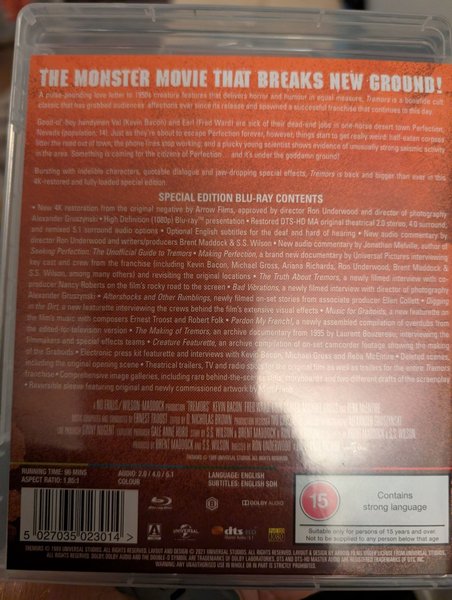 THE MONSTER MOVIE THAT BREAKS NEW GROUND!
A pulse-pounding love letter to 1950s creature features that delivers horror and humour in equal measure, Tremors is a bonafide cult
classic that has grabbed audiences' affections ever since its release and spawned a successful franchise that continues to this day.
Good-ol'-boy handymen Val (Kevin Bacon) and Earl (Fred Ward) are sick of their dead-end jobs in one-horse desert town Perfection,
Nevada (population: 14). Just as they're about to escape Perfection forever, however, things start to get really weird: half-eaten corpses
litter the road out of town; the phone lines stop working; and a plucky young scientist shows evidence of unusually strong seismic activity
in the area. Something is coming for the citizens of Perfection... and it's under the goddamn ground!
Bursting with indelible characters, quotable dialogue and jaw-dropping special effects, Tremors is back and bigger than ever in this
4K-restored and fully-loaded special edition.
SPECIAL EDITION BLU-RAY CONTENTS
• New 4K restoration from the original negative by Arrow Films, approved by director Ron Underwood and director of photography
Alexander Gruszynski • High Definition (1080p) Blu-ray™ presentation • Restored DTS-HD MA original theatrical 2.0 stereo, 4.0 surround,
and remixed 5.1 surround audio options • Optional English subtitles for the deaf and hard of hearing • New audio commentary by
director Ron Underwood and writers/producers Brent Maddock & S.S. Wilson • New audio commentary by Jonathan Melville, author of
Seeking Perfection: The Unofficial Guide to Tremors • Making Perfection, a brand new documentary by Universal Pictures interviewing
key cast and crew from the franchise (including Kevin Bacon, Michael Gross, Ariana Richards, Ron Underwood, Brent Maddock &
S.S. Wilson, among many others) and revisiting the original locations • The Truth About Tremors, a newly filmed interview with co-
producer Nancy Roberts on the film's rocky road to the screen • Bad Vibrations, a newly filmed interview with director of photography
Alexander Gruszynski • Aftershocks and Other Rumblings, newly filmed on-set stories from associate producer Ellen Collett • Digging
in the Dirt, a new featurette interviewing the crews behind the film's extensive visual effects • Music for Graboids, a new featurette on
the film's music with composers Ernest Troost and Robert Folk • Pardon My French!, a newly assembled compilation of overdubs from
the edited-for-television version • The Making of Tremors, an archive documentary from 1995 by Laurent Bouzereau, interviewing the
filmmakers and special effects teams • Creature Featurette, an archive compilation of on-set camcorder footage showing the making
of the Graboids • Electronic press kit featurette and interviews with Kevin Bacon, Michael Gross and Reba McEntire • Deleted scenes,
including the original opening scene • Theatrical trailers, TV and radio spots for the original film as well as trailers for the entire Tremors
franchise • Comprehensive image galleries, including rare behind-the-scenes stills, storyboards and two different drafts of the screenplay
• Reversible sleeve featuring original and newly commissioned artwork by Matt Frank
RUNNING TIME: 96 MINS
ASPECT RATIO: 1.85:1
AUDIO: 2.0 / 4.0 / 5.1
COLOUR
LANGUAGE: ENGLISH
SUBTITLES: ENGLISH SDH
5 027035 023014
ARROW
UNIVERSAL
dts-HD
DOLBY AUDIO
15
Contains
strong language
Suitable only for persons of 15 years and over.
Not to be supplied to any person below that age.